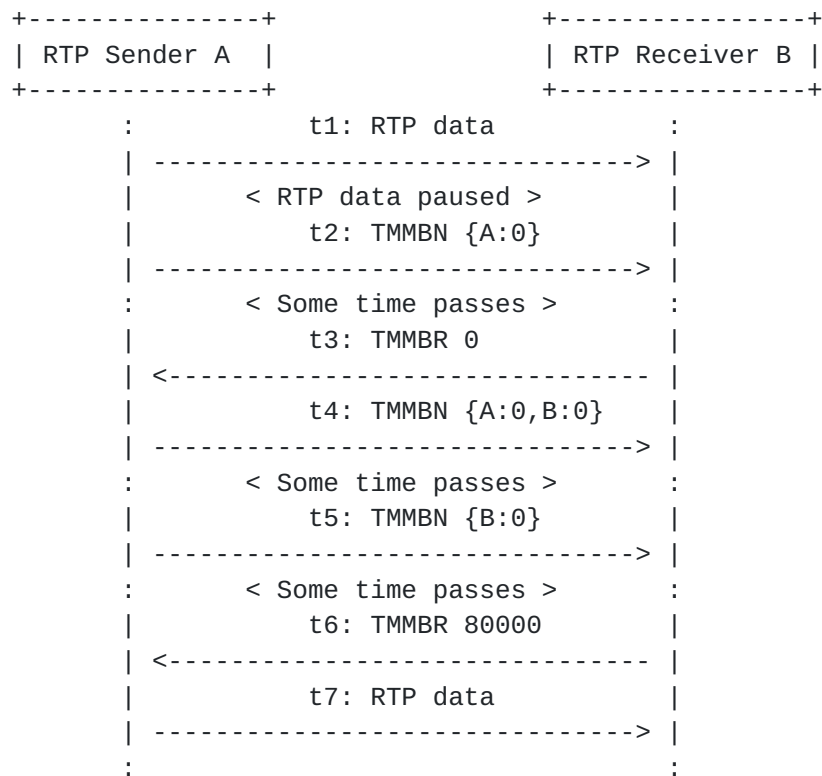 +---------------+                 +----------------+
| RTP Sender A  |                 | RTP Receiver B |
+---------------+                 +----------------+
       :           t1: RTP data           :
       | -------------------------------> |
       |       < RTP data paused >        |
       |           t2: TMMBN {A:0}        |
       | -------------------------------> |
       :       < Some time passes >       :
       |           t3: TMMBR 0            |
       | <------------------------------- |
       |           t4: TMMBN {A:0,B:0}    |
       | -------------------------------> |
       :       < Some time passes >       :
       |           t5: TMMBN {B:0}        |
       | -------------------------------> |
       :       < Some time passes >       :
       |           t6: TMMBR 80000        |
       | <------------------------------- |
       |           t7: RTP data           |
       | -------------------------------> |
       :                                  :